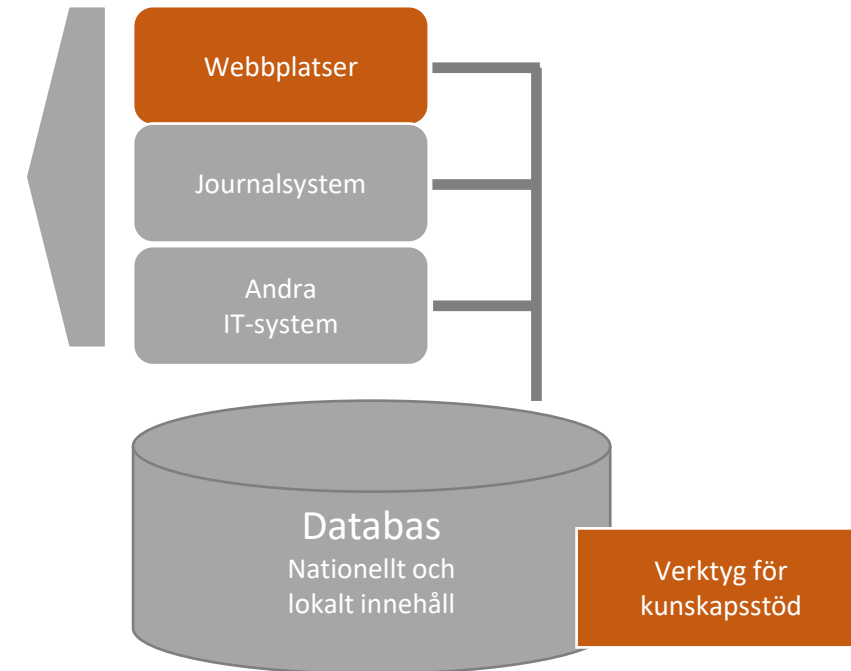 Webbplatser
Journalsystem
Andra
IT-system
Databas
Nationellt och
lokalt innehåll
Verktyg för
kunskapsstöd